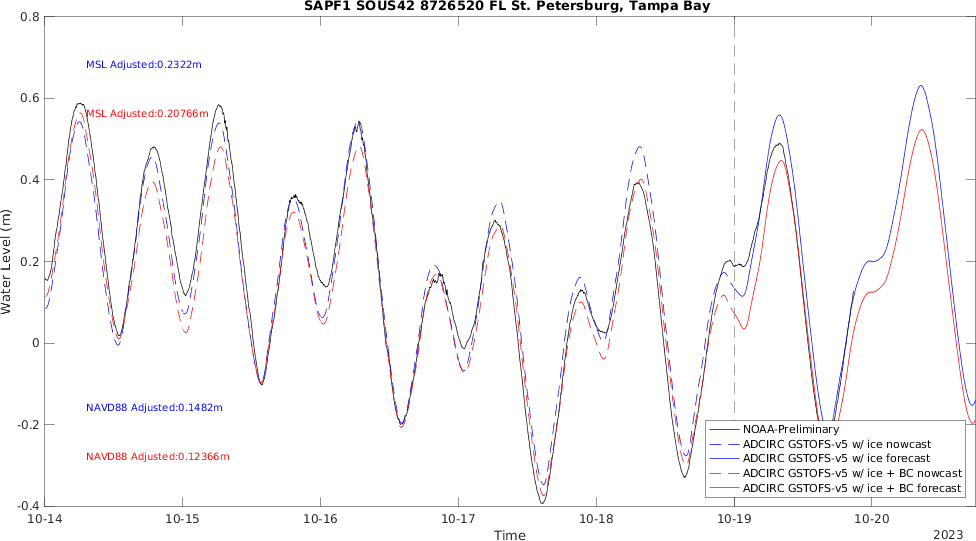 SAPF1 SOUS42 8726520 FL St. Petersburg, Tampa Bay
0.8
0.6
0.4
0.2
0
-0.2
-0.4
Water Level (m)
MSL Adjusted:0.2322m
MSL Adjusted:0.20766m
NAVD88 Adjusted:0.1482m
NAVD88 Adjusted:0.12366m
NOAA-Preliminary
ADCIRC GSTOFS-v5 w/ ice nowcast
ADCIRC GSTOFS-v5 w/ ice forecast
ADCIRC GSTOFS-v5 w/ ice + BC nowcast
ADCIRC GSTOFS-v5 w/ ice + BC forecast
10-14 10-15 10-16 10-17 10-18 10-19 10-20
Time
2023